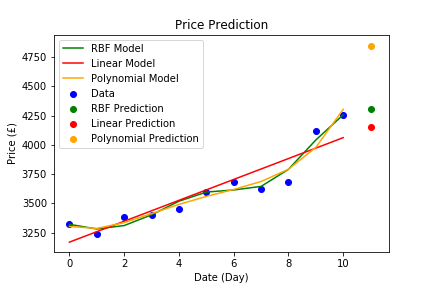 Price Prediction
RBF Model
Linear Model
Polynomial Model
Data
RBF Prediction
Linear Prediction
Polynomial Prediction
4750
4500
4250
4000
3750
3500
3250
Price (£)
0 2 4 6 8 10
Date (Day)